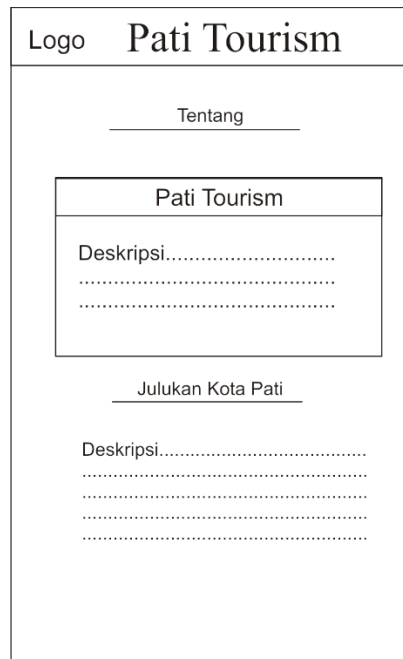 Logo Pati Tourism
Tentang
Pati Tourism
Deskripsi.............................
............................................
............................................
Julukan Kota Pati
Deskripsi........................................
......................................................
......................................................
......................................................
......................................................